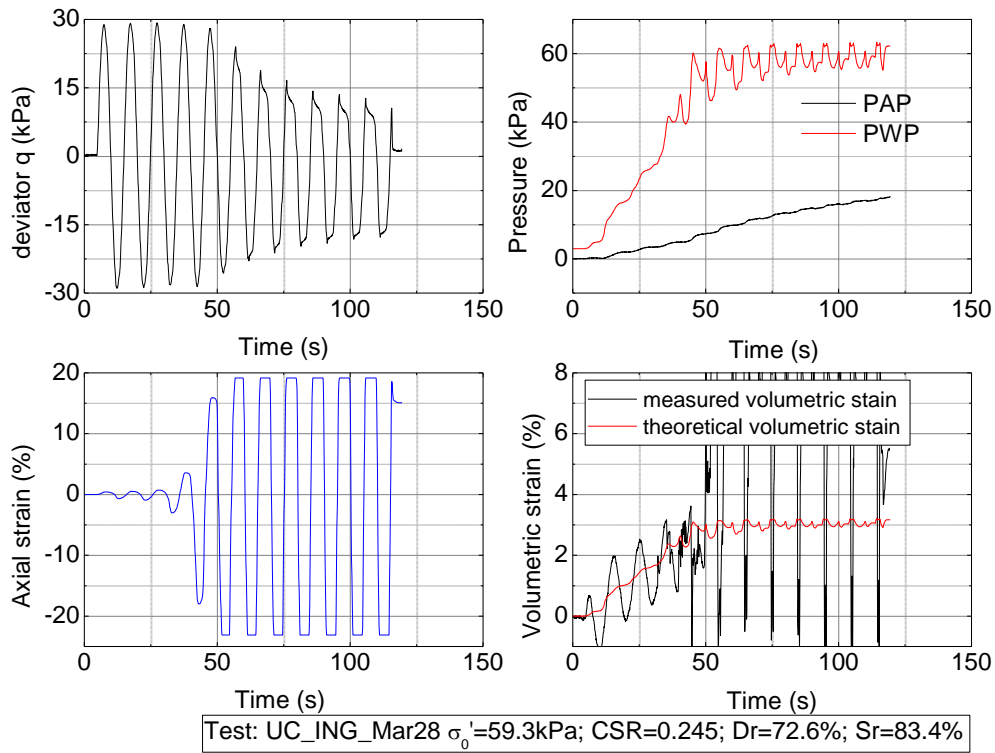 30
15
0
-15
-30
deviator q (kPa)
0
50
100
150
Time (s)
60
40
20
0
Pressure (kPa)
PAP
PWP
0
50
100
150
Time (s)
20
10
0
-10
-20
Axial strain (%)
0
50
100
150
Time (s)
8
6
4
2
0
Volumetric strain (%)
measured volumetric stain
theoretical volumetric stain
0
50
100
150
Time (s)
Test: UC_ING_Mar28 σ₀'=59.3kPa; CSR=0.245; Dr=72.6%; Sr=83.4%